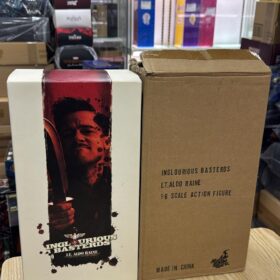 INGLOURIOUS
BASTERDS
LT. ALDO RAINE
INGLOURIOUS BASTERDS
LT. ALDO RAINE
1:6 SCALE ACTION FIGURE
MADE IN CHINA